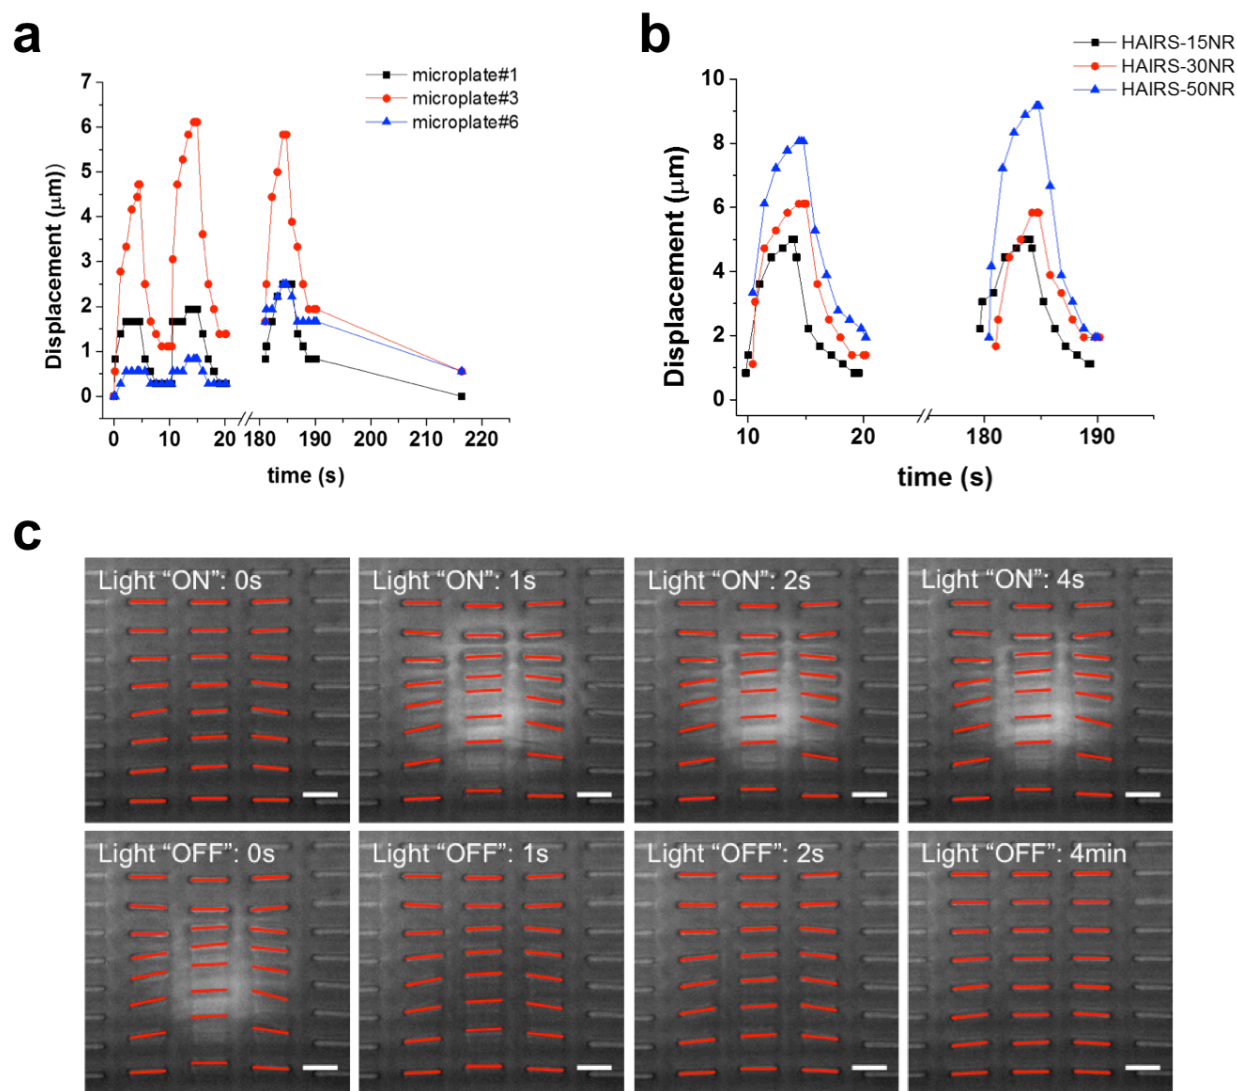 a
microplate#1
microplate#3
microplate#6
7
6
5
4
3
2
1
0
Displacement (μm))
0 10 20 180 190 200 210 220
time (s)
b
HAIRS-15NR
HAIRS-30NR
HAIRS-50NR
10
8
6
4
2
0
Displacement (μm)
10 20 180 190
time (s)
c
Light “ON”: 0s
Light “ON”: 1s
Light “ON”: 2s
Light “ON”: 4s
Light “OFF”: 0s
Light “OFF”: 1s
Light “OFF”: 2s
Light “OFF”: 4min